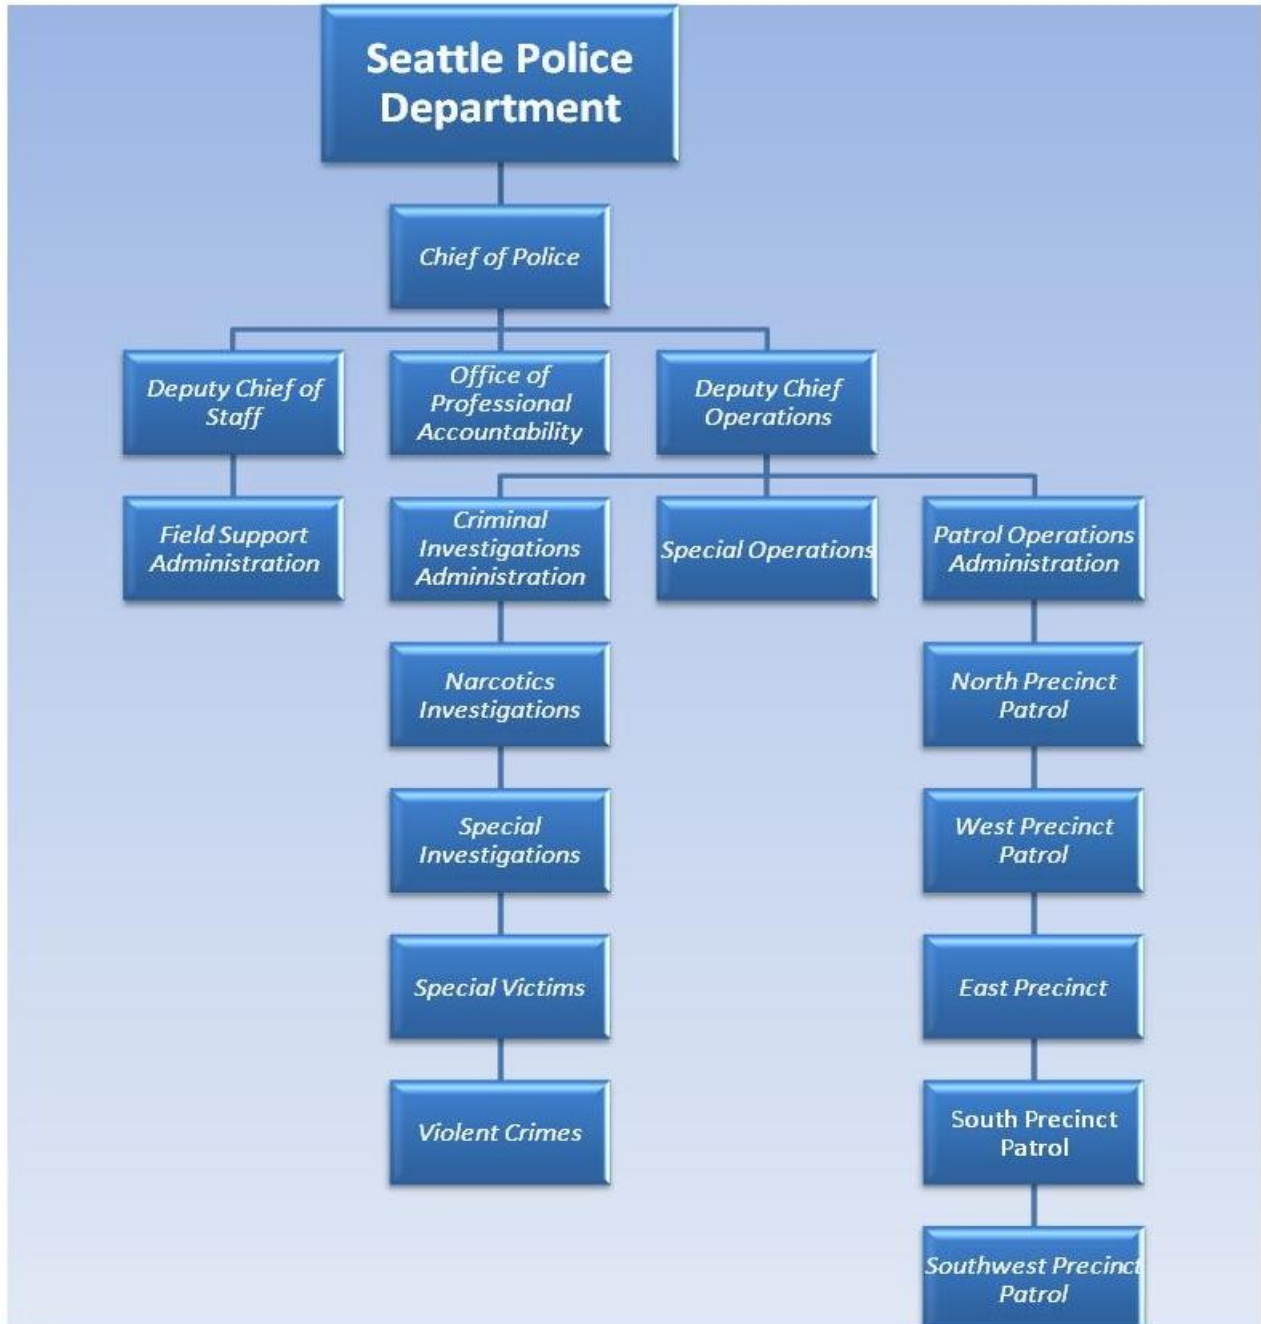 Seattle Police
Department
Chief of Police
Deputy Chief of
Staff
Office of
Professional
Accountability
Deputy Chief
Operations
Field Support
Administration
Criminal
Investigations
Administration
Special Operations
Patrol Operations
Administration
Narcotics
Investigations
North Precinct
Patrol
Special
Investigations
West Precinct
Patrol
Special Victims
East Precinct
Violent Crimes
South Precinct
Patrol
Southwest Precinct
Patrol